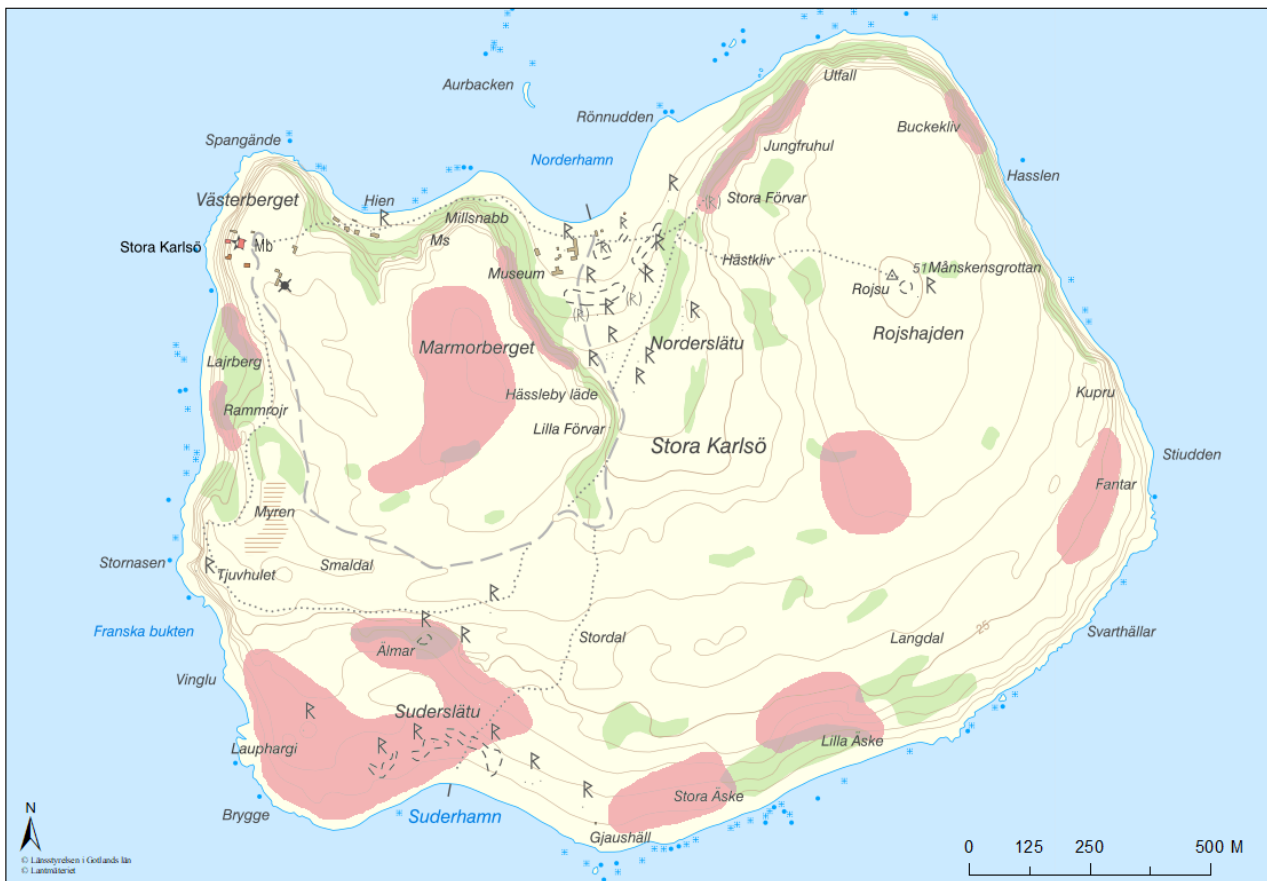 Aurbacken
Utfall
Rönnudden
Buckekliv
Spangände
Jungfruhul
Norderhamn
Hasslen
Västerberget
Hien
Stora Förvar
(R)
Millsnabb
Stora Karlsö
Mb
Ms
Hästkliv
Museum
51
Månskensgrottan
Rojsu
(R)
(R)
Rojshajden
Norderslätu
Marmorberget
Lajrberg
Hässleby läde
Kupru
Rammrojr
Lilla Förvar
Stora Karlsö
Stiudden
Fantar
Myren
Stornasen
Smaldal
Tjuvhulet
Franska bukten
25
Svarthällar
Stordal
Langdal
Älmar
Vinglu
Suderslätu
Lauphargi
Lilla Äske
Stora Äske
Brygge
Suderhamn
Gjaushäll
N
© Länsstyrelsen i Gotlands län
© Lantmäteriet
0 125 250 500 M